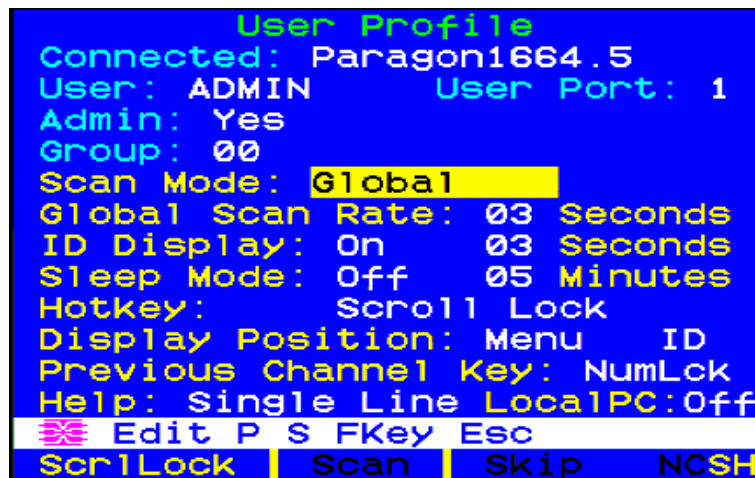 User Profile
Connected: Paragon1664.5
User: ADMIN User Port: 1
Admin: Yes
Group: 00
Scan Mode: Global
Global Scan Rate: 03 Seconds
ID Display: On 03 Seconds
Sleep Mode: Off 05 Minutes
Hotkey: Scroll Lock
Display Position: Menu ID
Previous Channel Key: NumLck
Help: Single Line LocalPC:Off
Edit P S FKey Esc
ScrlLock Scan Skip NCSH